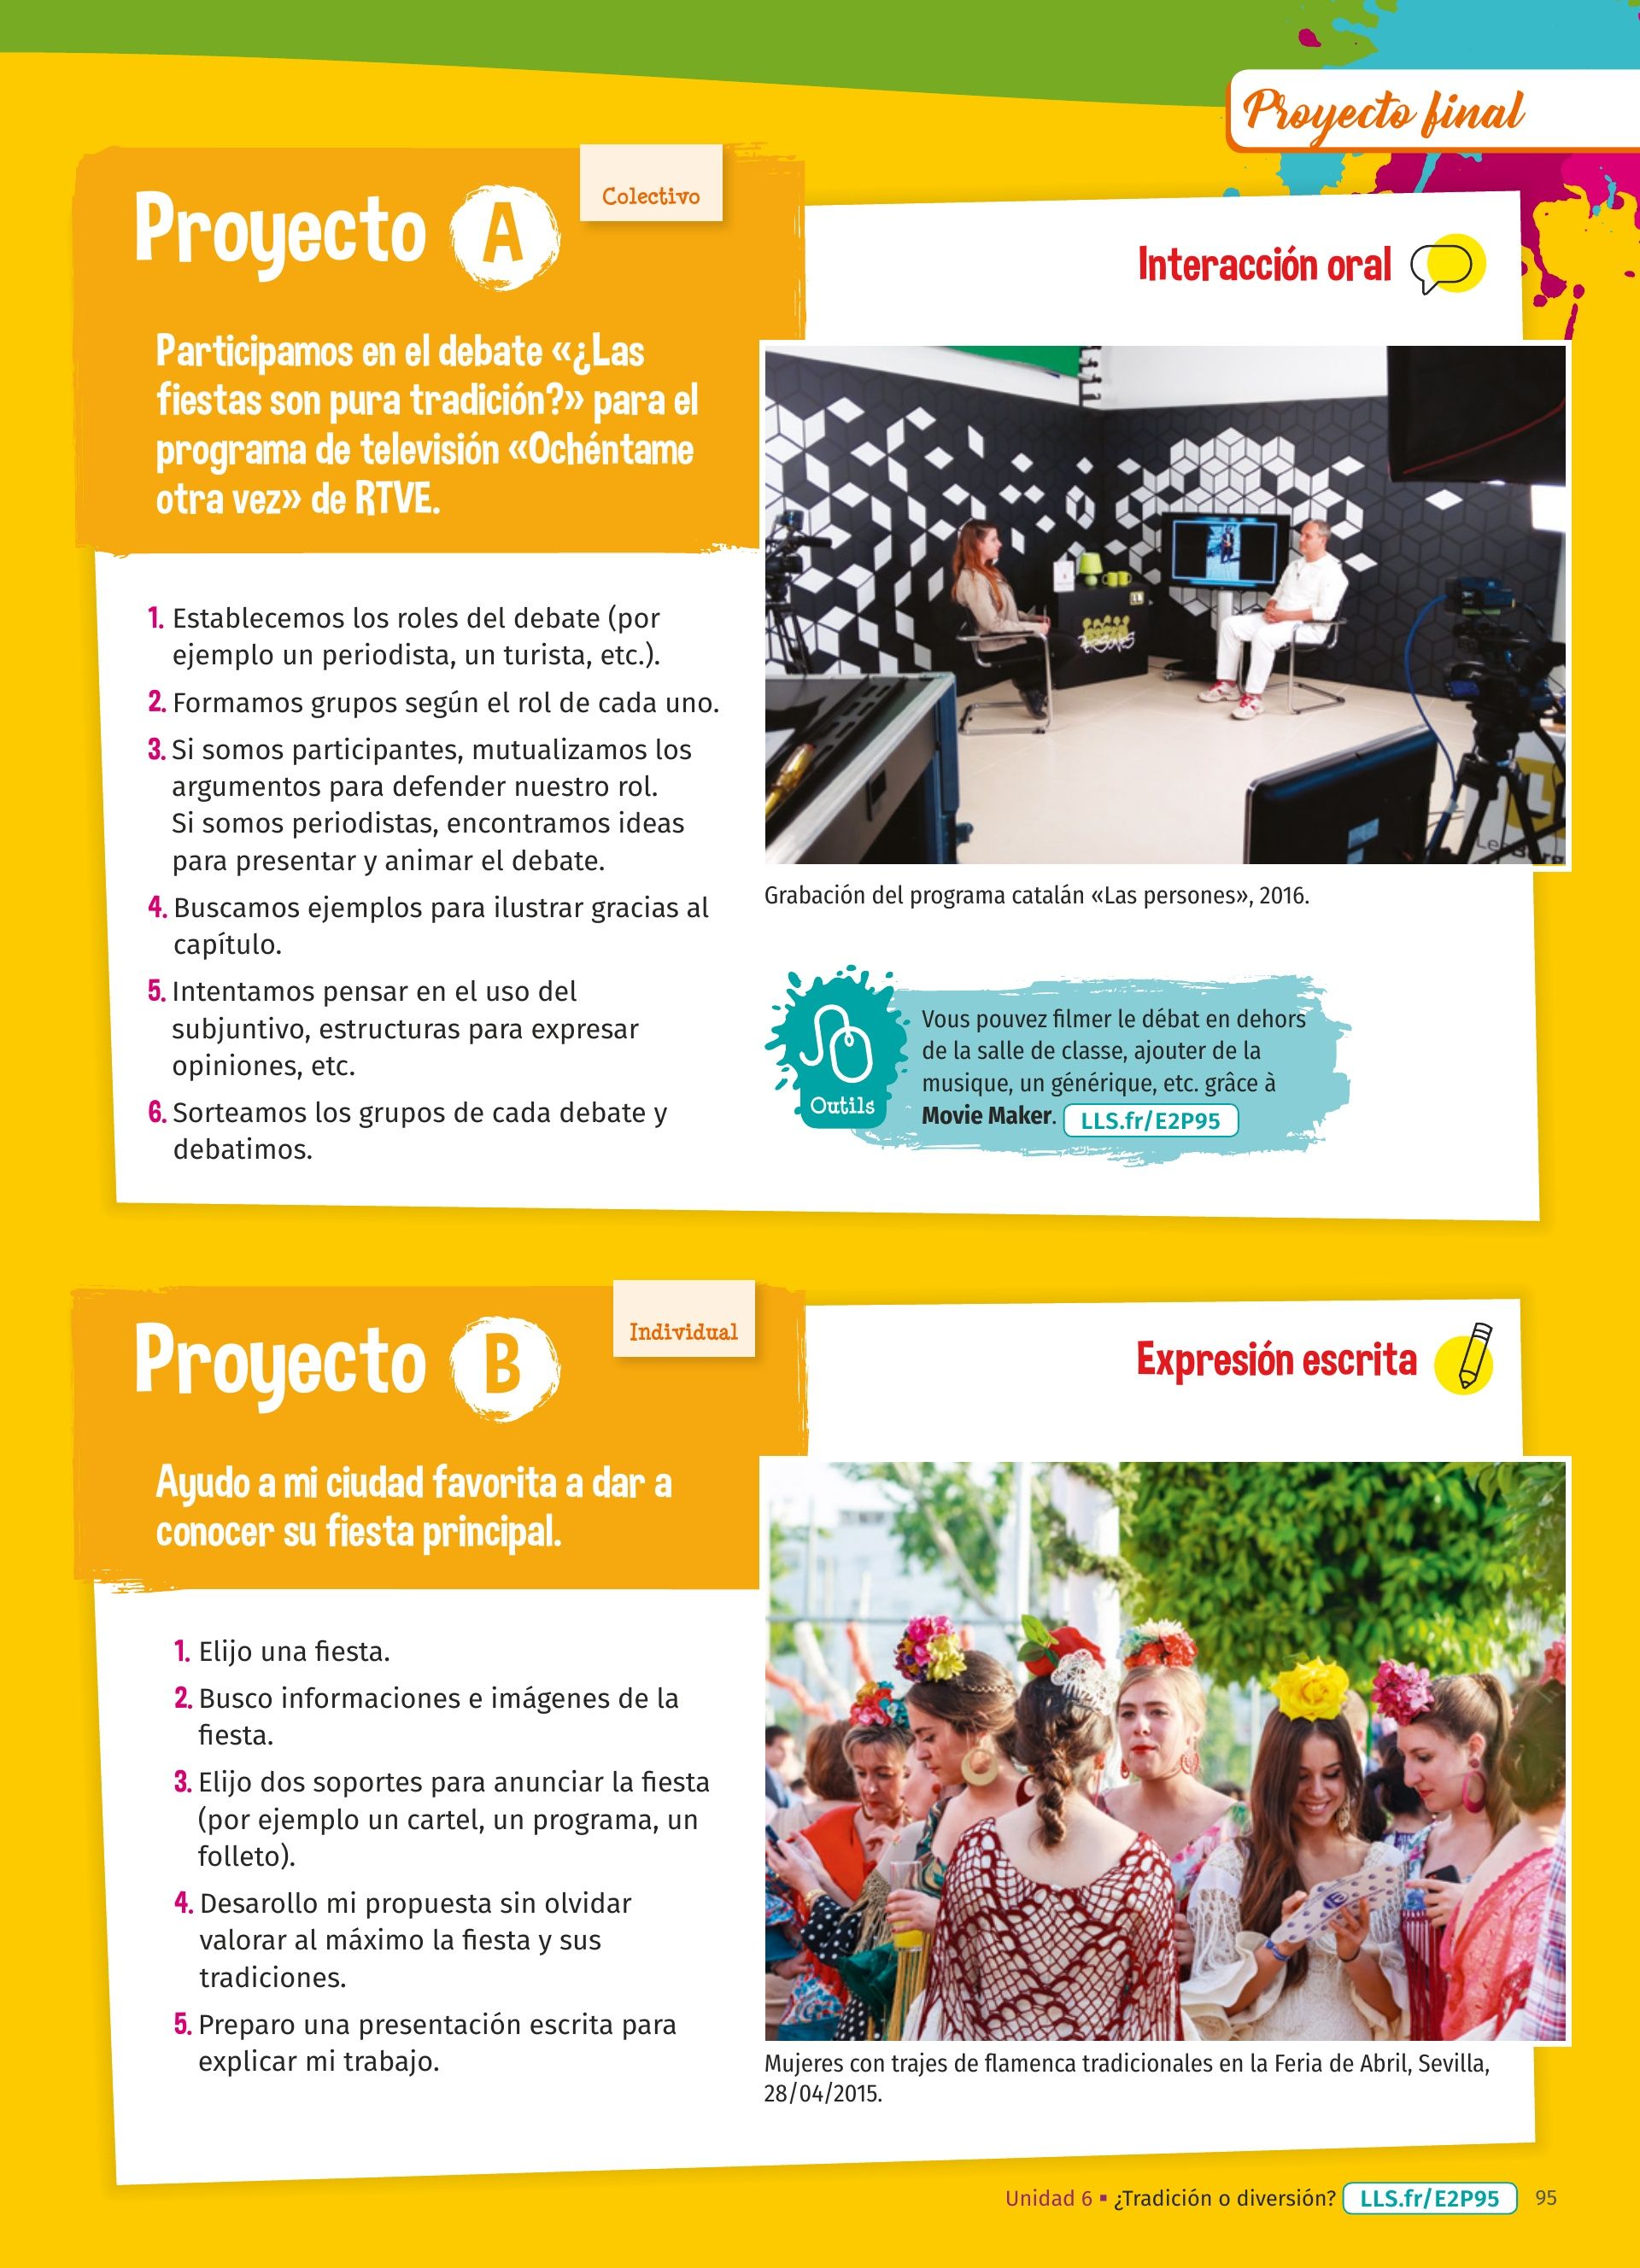 Proyecto final
Proyecto A
Colectivo
Interacción oral
Participamos en el debate «¿Las
fiestas son pura tradición?» para el
programa de televisión «Ochéntame
otra vez» de RTVE.
1. Establecemos los roles del debate (por
ejemplo un periodista, un turista, etc.).
2. Formamos grupos según el rol de cada uno.
3. Si somos participantes, mutualizamos los
argumentos para defender nuestro rol.
Si somos periodistas, encontramos ideas
para presentar y animar el debate.
4. Buscamos ejemplos para ilustrar gracias al
capítulo.
5. Intentamos pensar en el uso del
subjuntivo, estructuras para expresar
opiniones, etc.
6. Sorteamos los grupos de cada debate y
debatimos.
Grabación del programa catalán «Las persones», 2016.
Outils
Vous pouvez filmer le débat en dehors
de la salle de classe, ajouter de la
musique, un générique, etc. grâce à
Movie Maker. LLS.fr/E2P95
Proyecto B
Individual
Expresión escrita
Ayudo a mi ciudad favorita a dar a
conocer su fiesta principal.
1. Elijo una fiesta.
2. Busco informaciones e imágenes de la
fiesta.
3. Elijo dos soportes para anunciar la fiesta
(por ejemplo un cartel, un programa, un
folleto).
4. Desarollo mi propuesta sin olvidar
valorar al máximo la fiesta y sus
tradiciones.
5. Preparo una presentación escrita para
explicar mi trabajo.
Mujeres con trajes de flamenca tradicionales en la Feria de Abril, Sevilla,
28/04/2015.
Unidad 6 ▪ ¿Tradición o diversión? LLS.fr/E2P95 95